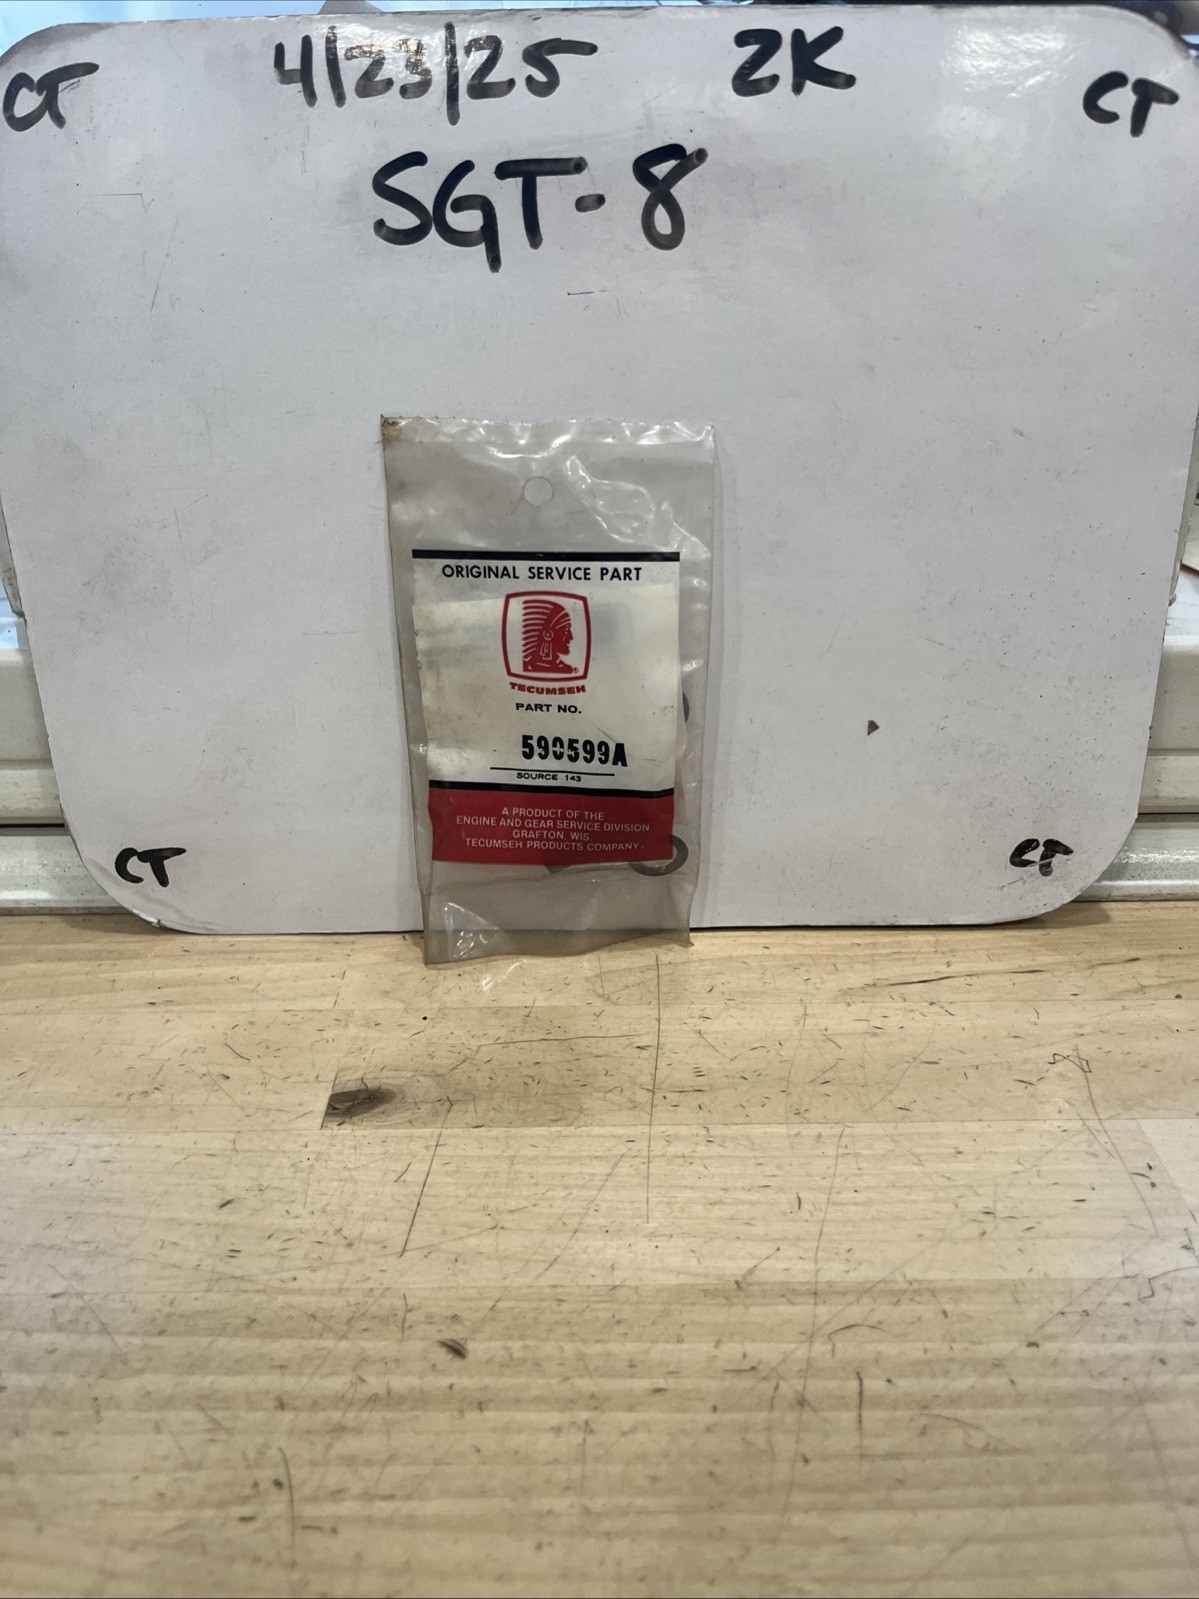 CT 4/23/25 2K CT
SGT-8
ORIGINAL SERVICE PART
TECUMSEH
PART NO.
590599A
SOURCE 143
A PRODUCT OF THE
ENGINE AND GEAR SERVICE DIVISION
GRAFTON, WIS.
TECUMSEH PRODUCTS COMPANY
CT CT